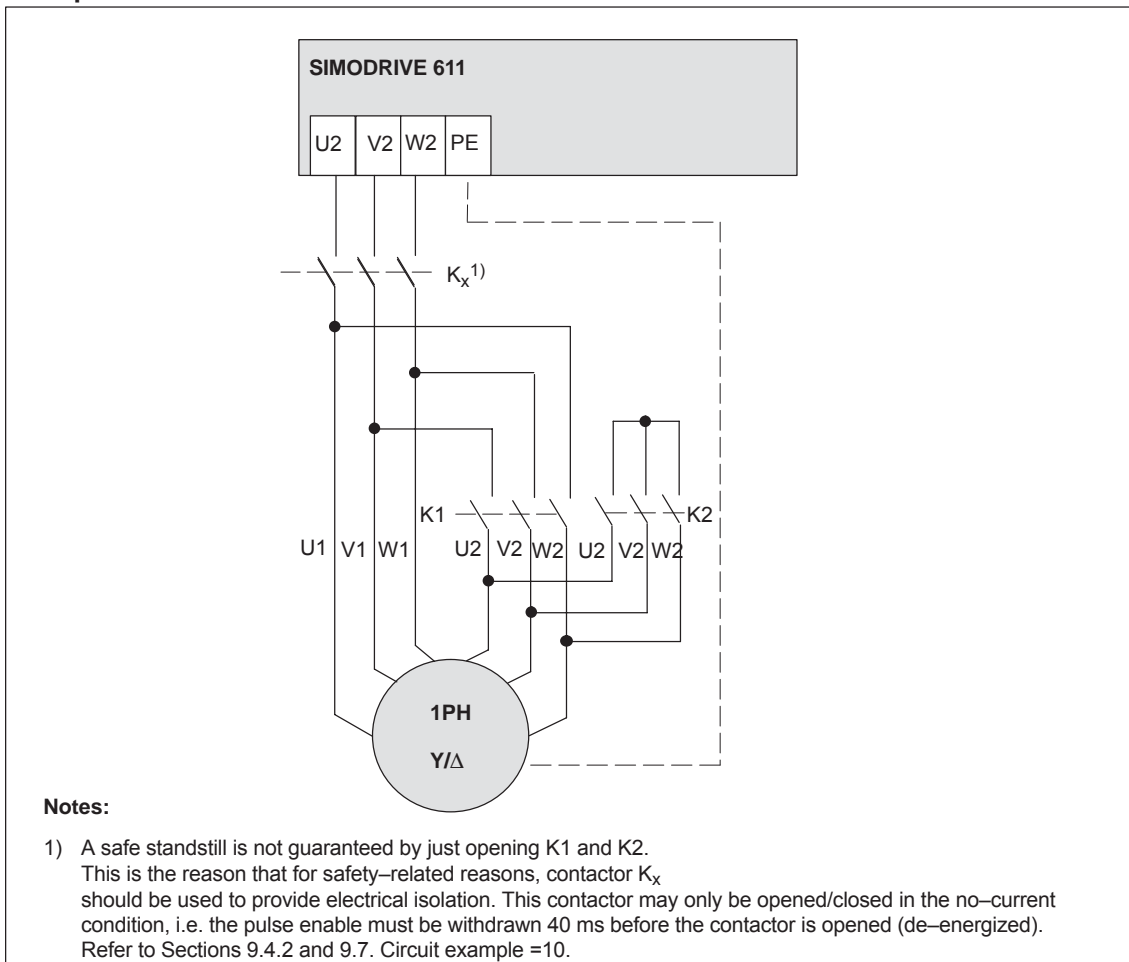 SIMODRIVE 611
U2 V2 W2 PE
Kx1)
K1 K2
U1 V1 W1 U2 V2 W2 U2 V2 W2
1PH
Y/Δ
Notes:
1) A safe standstill is not guaranteed by just opening K1 and K2.
This is the reason that for safety–related reasons, contactor Kx
should be used to provide electrical isolation. This contactor may only be opened/closed in the no–current
condition, i.e. the pulse enable must be withdrawn 40 ms before the contactor is opened (de–energized).
Refer to Sections 9.4.2 and 9.7. Circuit example =10.